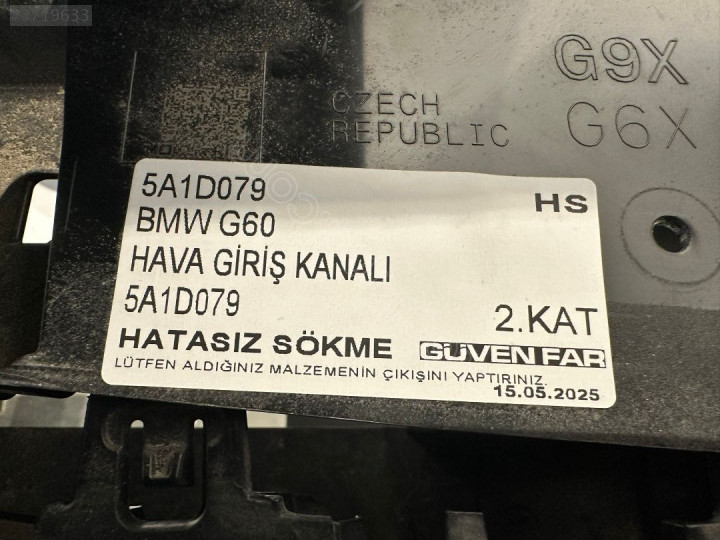 19633
G9X
CZECH
REPUBLIC
G6X
5A1D079
HS
BMW G60
HAVA GİRİŞ KANALI
5A1D079
2.KAT
HATASIZ SÖKME GÜVEN FAR
LÜTFEN ALDIĞINIZ MALZEMENİN ÇIKIŞINI YAPTIRINIZ.
15.05.2025